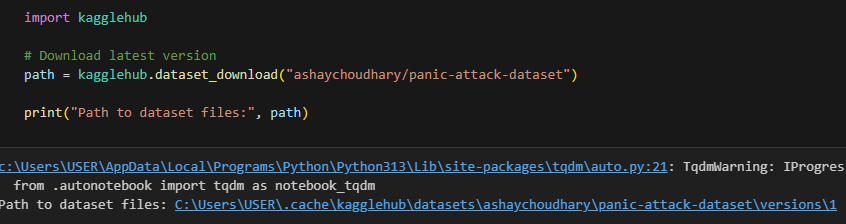 import kagglehub
# Download latest version
path = kagglehub.dataset_download("ashaychoudhary/panic-attack-dataset")
print("Path to dataset files:", path)
c:\Users\USER\AppData\Local\Programs\Python\Python313\Lib\site-packages\tqdm\auto.py:21: TqdmWarning: IProgres
from .autonotebook import tqdm as notebook_tqdm
Path to dataset files: C:\Users\USER\.cache\kagglehub\datasets\ashaychoudhary\panic-attack-dataset\versions\1